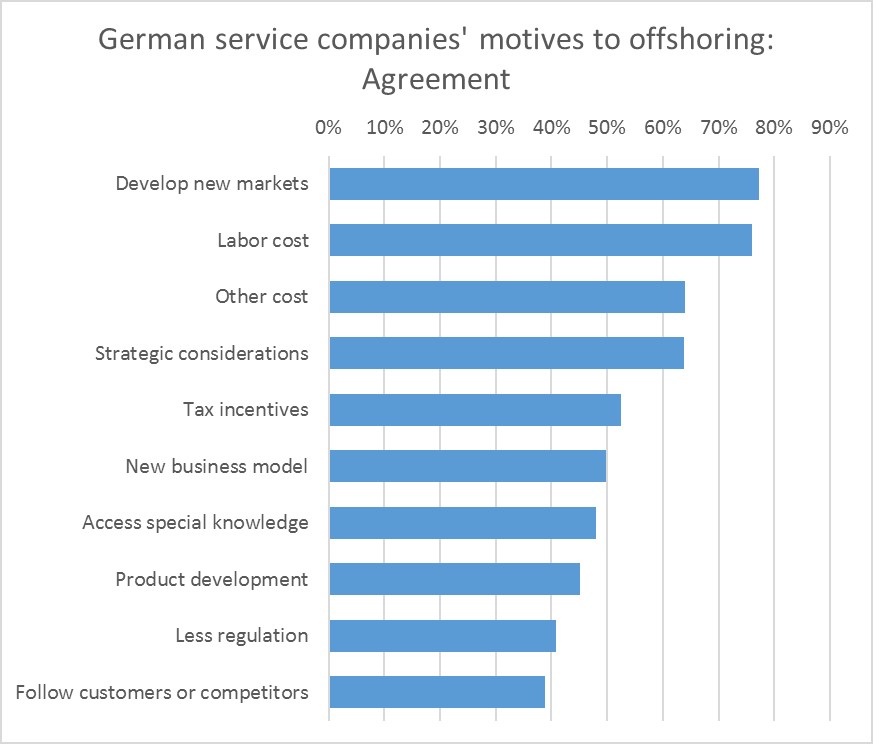 German service companies' motives to offshoring:
Agreement
0% 10% 20% 30% 40% 50% 60% 70% 80% 90%
Develop new markets
Labor cost
Other cost
Strategic considerations
Tax incentives
New business model
Access special knowledge
Product development
Less regulation
Follow customers or competitors